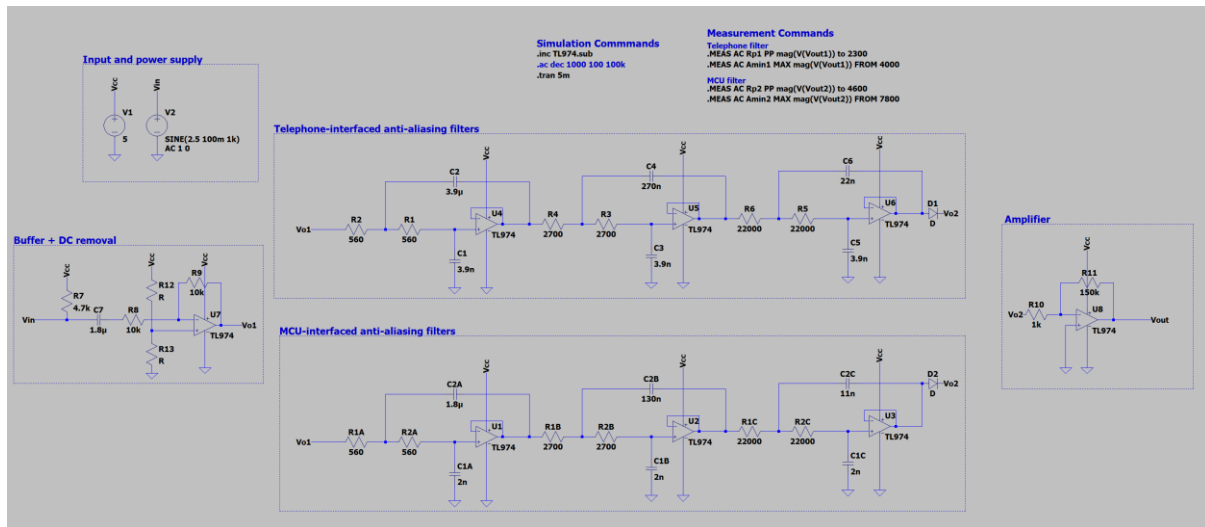 Simulation Commmands
.inc TL974.sub
.ac dec 1000 100 100k
.tran 5m
Measurement Commands
Telephone filter
.MEAS AC Rp1 PP mag(V(Vout1)) to 2300
.MEAS AC Amin1 MAX mag(V(Vout1)) FROM 4000
MCU filter
.MEAS AC Rp2 PP mag(V(Vout2)) to 4600
.MEAS AC Amin2 MAX mag(V(Vout2)) FROM 7800
Input and power supply
Vcc
Vin
V1
V2
5
SINE(2.5 100m 1k)
AC 1 0
Telephone-interfaced anti-aliasing filters
Vcc
Vcc
Vcc
C2
3.9µ
C4
270n
C6
22n
Vo1
R2
560
R1
560
U4
TL974
R4
2700
R3
2700
U5
TL974
R6
22000
R5
22000
U6
TL974
D1
D
Vo2
C1
3.9n
C3
3.9n
C5
3.9n
Buffer + DC removal
Vcc
Vcc
Vcc
R7
4.7k
R12
R
R9
10k
Vin
C7
1.8µ
R8
10k
U7
TL974
Vo1
R13
R
Amplifier
Vcc
R11
150k
Vo2
R10
1k
U8
TL974
Vout
MCU-interfaced anti-aliasing filters
Vcc
Vcc
Vcc
C2A
1.8µ
C2B
130n
C2C
11n
D2
D
Vo2
Vo1
R1A
560
R2A
560
U1
TL974
R1B
2700
R2B
2700
U2
TL974
R1C
22000
R2C
22000
U3
TL974
C1A
2n
C1B
2n
C1C
2n